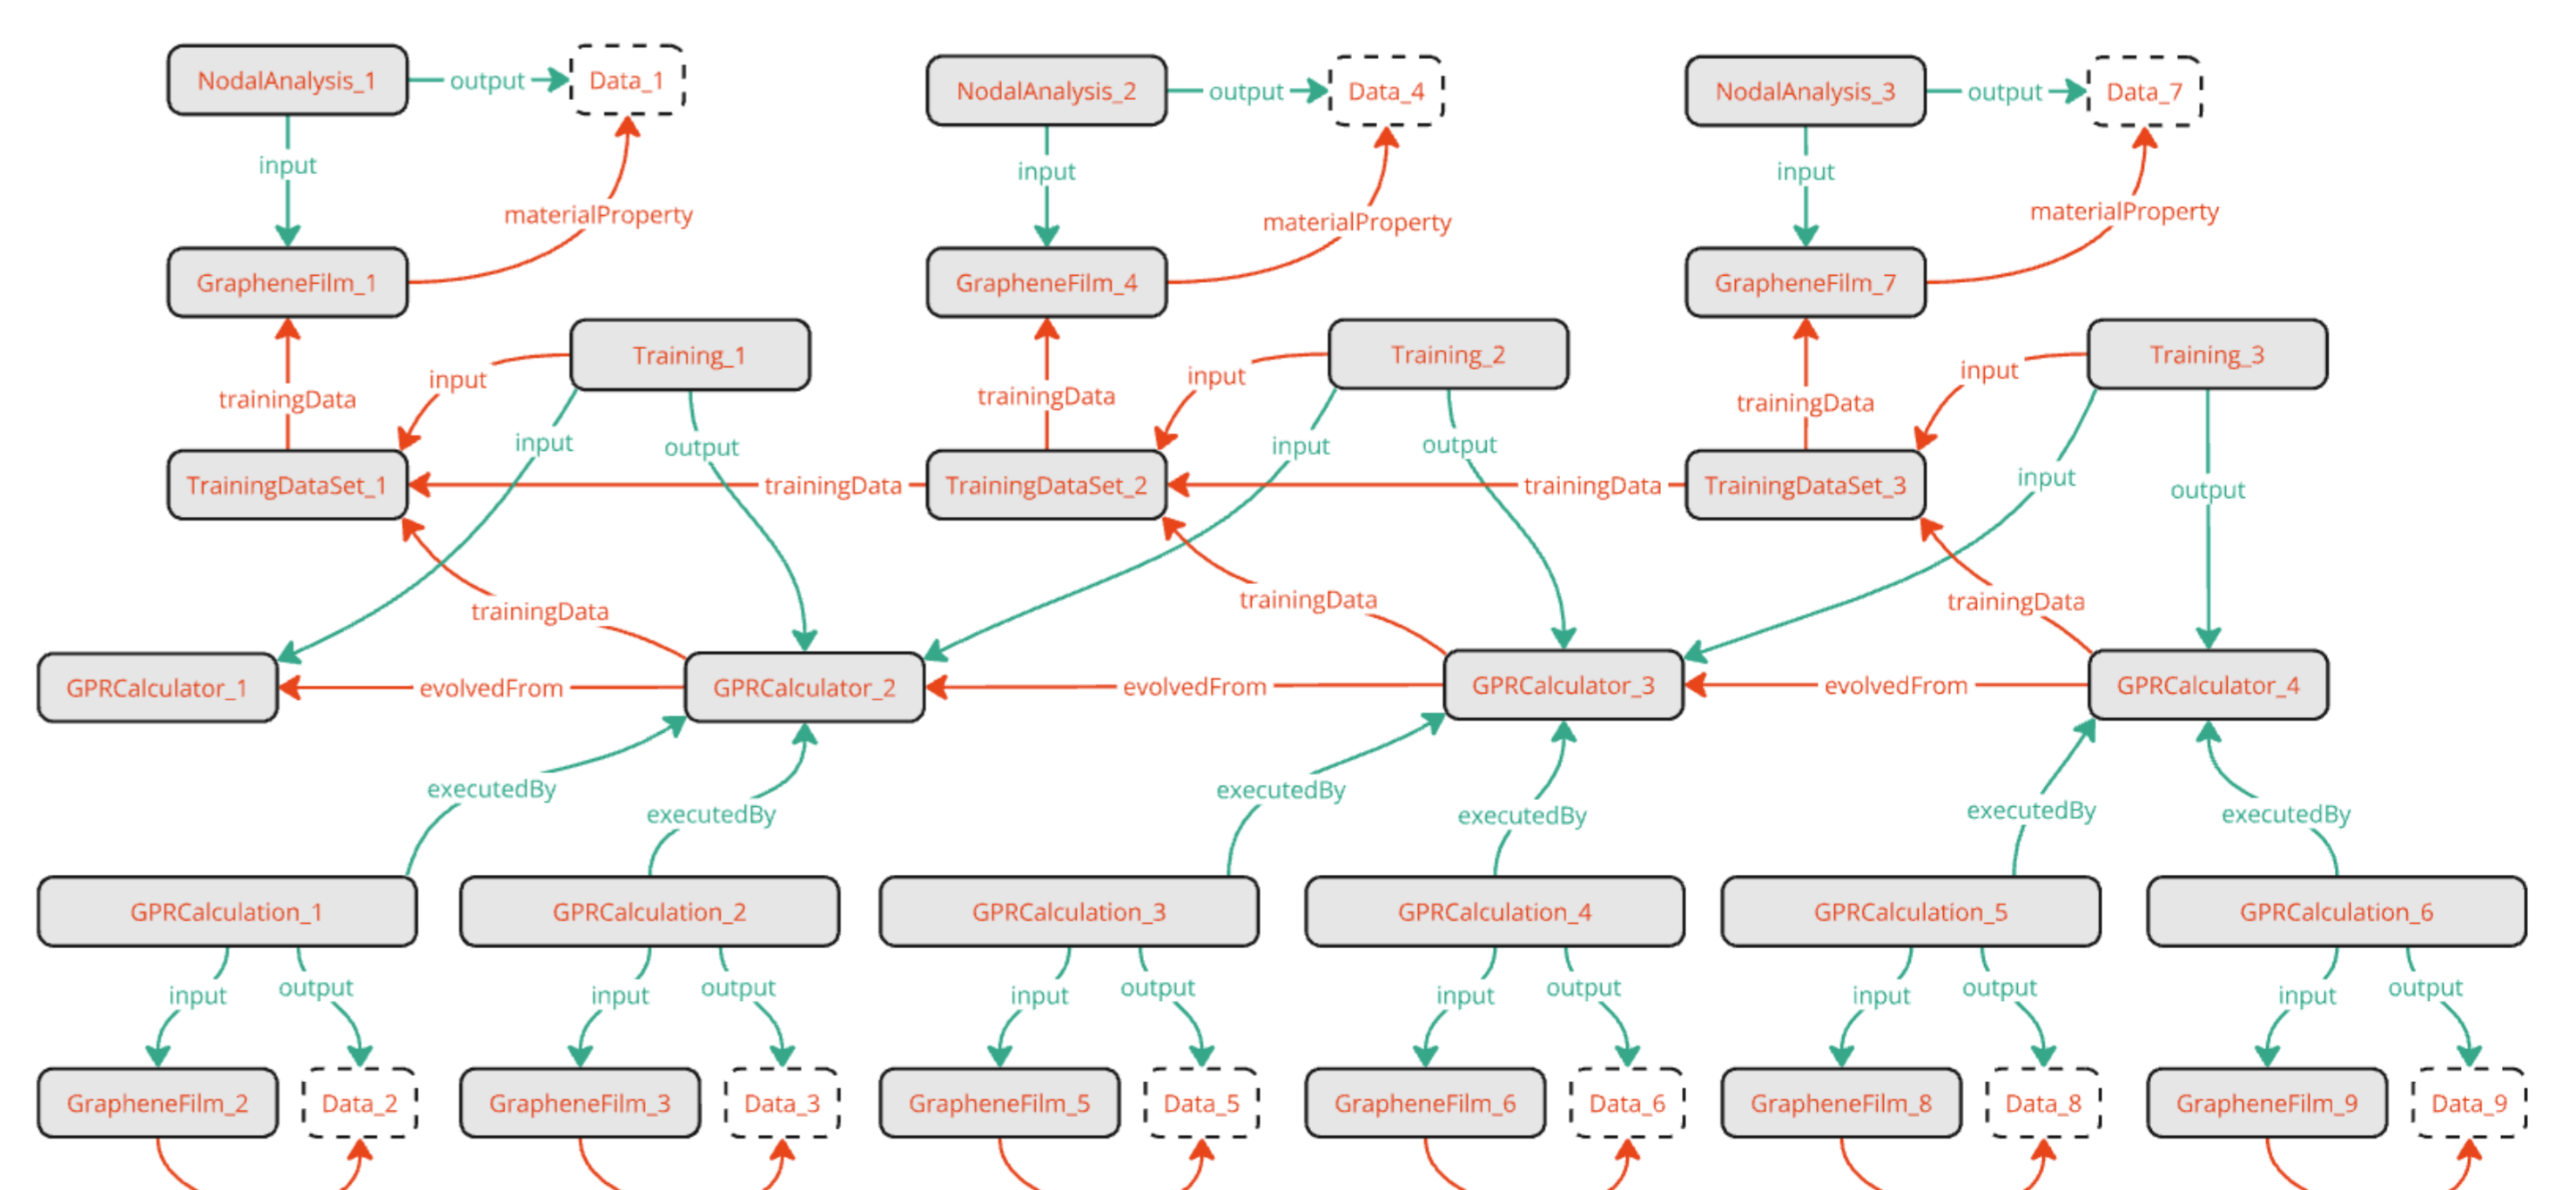 NodalAnalysis_1
output
Data_1
NodalAnalysis_2
output
Data_4
NodalAnalysis_3
output
Data_7
input
input
input
materialProperty
materialProperty
materialProperty
GrapheneFilm_1
GrapheneFilm_4
GrapheneFilm_7
Training_1
Training_2
Training_3
input
input
input
trainingData
trainingData
trainingData
input
output
input
output
input
output
TrainingDataSet_1
trainingData
TrainingDataSet_2
trainingData
TrainingDataSet_3
trainingData
trainingData
trainingData
GPRCalculator_1
evolvedFrom
GPRCalculator_2
evolvedFrom
GPRCalculator_3
evolvedFrom
GPRCalculator_4
executedBy
executedBy
executedBy
executedBy
executedBy
executedBy
GPRCalculation_1
GPRCalculation_2
GPRCalculation_3
GPRCalculation_4
GPRCalculation_5
GPRCalculation_6
input
output
input
output
input
output
input
output
input
output
input
output
GrapheneFilm_2
Data_2
GrapheneFilm_3
Data_3
GrapheneFilm_5
Data_5
GrapheneFilm_6
Data_6
GrapheneFilm_8
Data_8
GrapheneFilm_9
Data_9